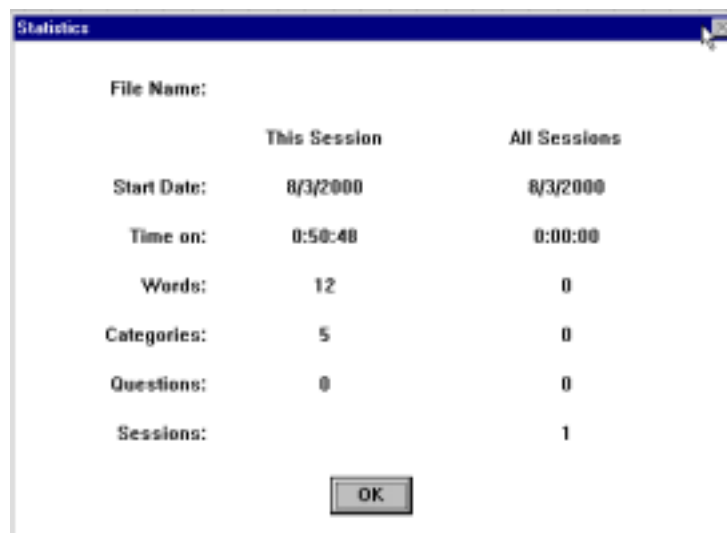 Statistics
File Name:
This Session All Sessions
Start Date: 8/3/2000 8/3/2000
Time on: 0:50:48 0:00:00
Words: 12 0
Categories: 5 0
Questions: 0 0
Sessions: 1
OK